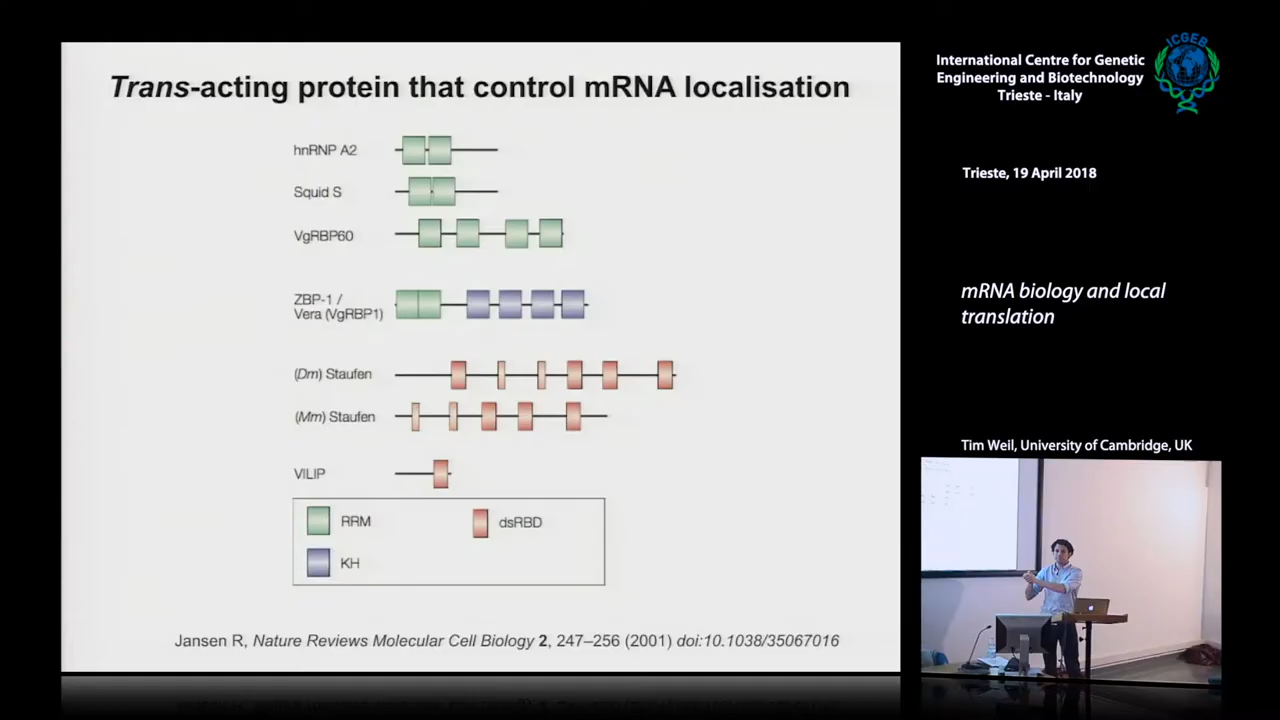 Trans-acting protein that control mRNA localisation
hnRNP A2
Squid S
VgRBP60
ZBP-1 /
Vera (VgRBP1)
(Dm) Staufen
(Mm) Staufen
VILIP
RRM
dsRBD
KH
Jansen R, Nature Reviews Molecular Cell Biology 2, 247–256 (2001) doi:10.1038/35067016
International Centre for Genetic
Engineering and Biotechnology
Trieste - Italy
ICGEB
Trieste, 19 April 2018
mRNA biology and local
translation
Tim Weil, University of Cambridge, UK